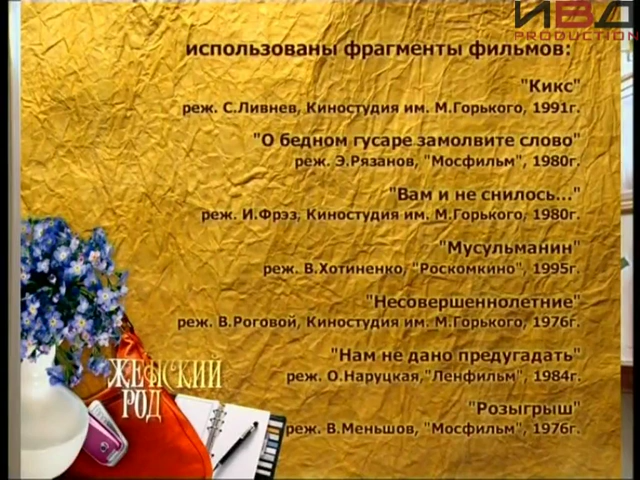 ИВД
PRODUCTION
использованы фрагменты фильмов:
"Кикс"
реж. С.Ливнев, Киностудия им. М.Горького, 1991г.
"О бедном гусаре замолвите слово"
реж. Э.Рязанов, "Мосфильм", 1980г.
"Вам и не снилось..."
реж. И.Фрэз, Киностудия им. М.Горького, 1980г.
"Мусульманин"
реж. В.Хотиненко, "Роскомкино", 1995г.
"Несовершеннолетние"
реж. В.Роговой, Киностудия им. М.Горького, 1976г.
"Нам не дано предугадать"
реж. О.Наруцкая,"Ленфильм", 1984г.
"Розыгрыш"
реж. В.Меньшов, "Мосфильм", 1976г.
ЖЕНСКИЙ
РОД